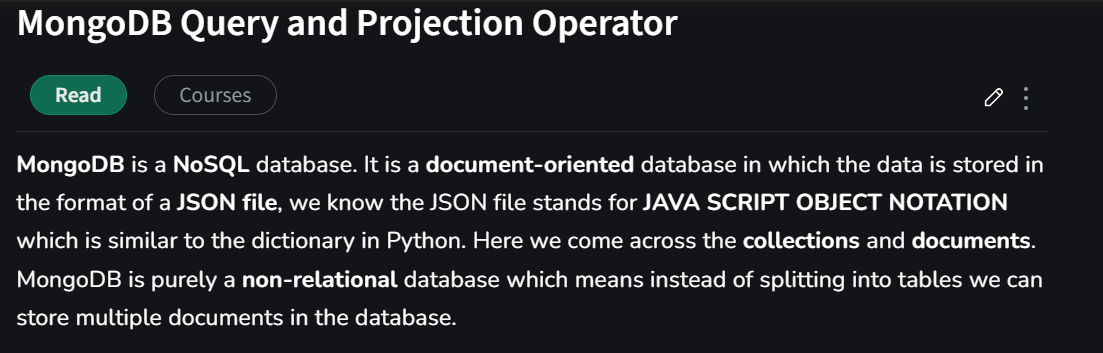 MongoDB Query and Projection Operator
Read
Courses
MongoDB is a NoSQL database. It is a document-oriented database in which the data is stored in
the format of a JSON file, we know the JSON file stands for JAVA SCRIPT OBJECT NOTATION
which is similar to the dictionary in Python. Here we come across the collections and documents.
MongoDB is purely a non-relational database which means instead of splitting into tables we can
store multiple documents in the database.